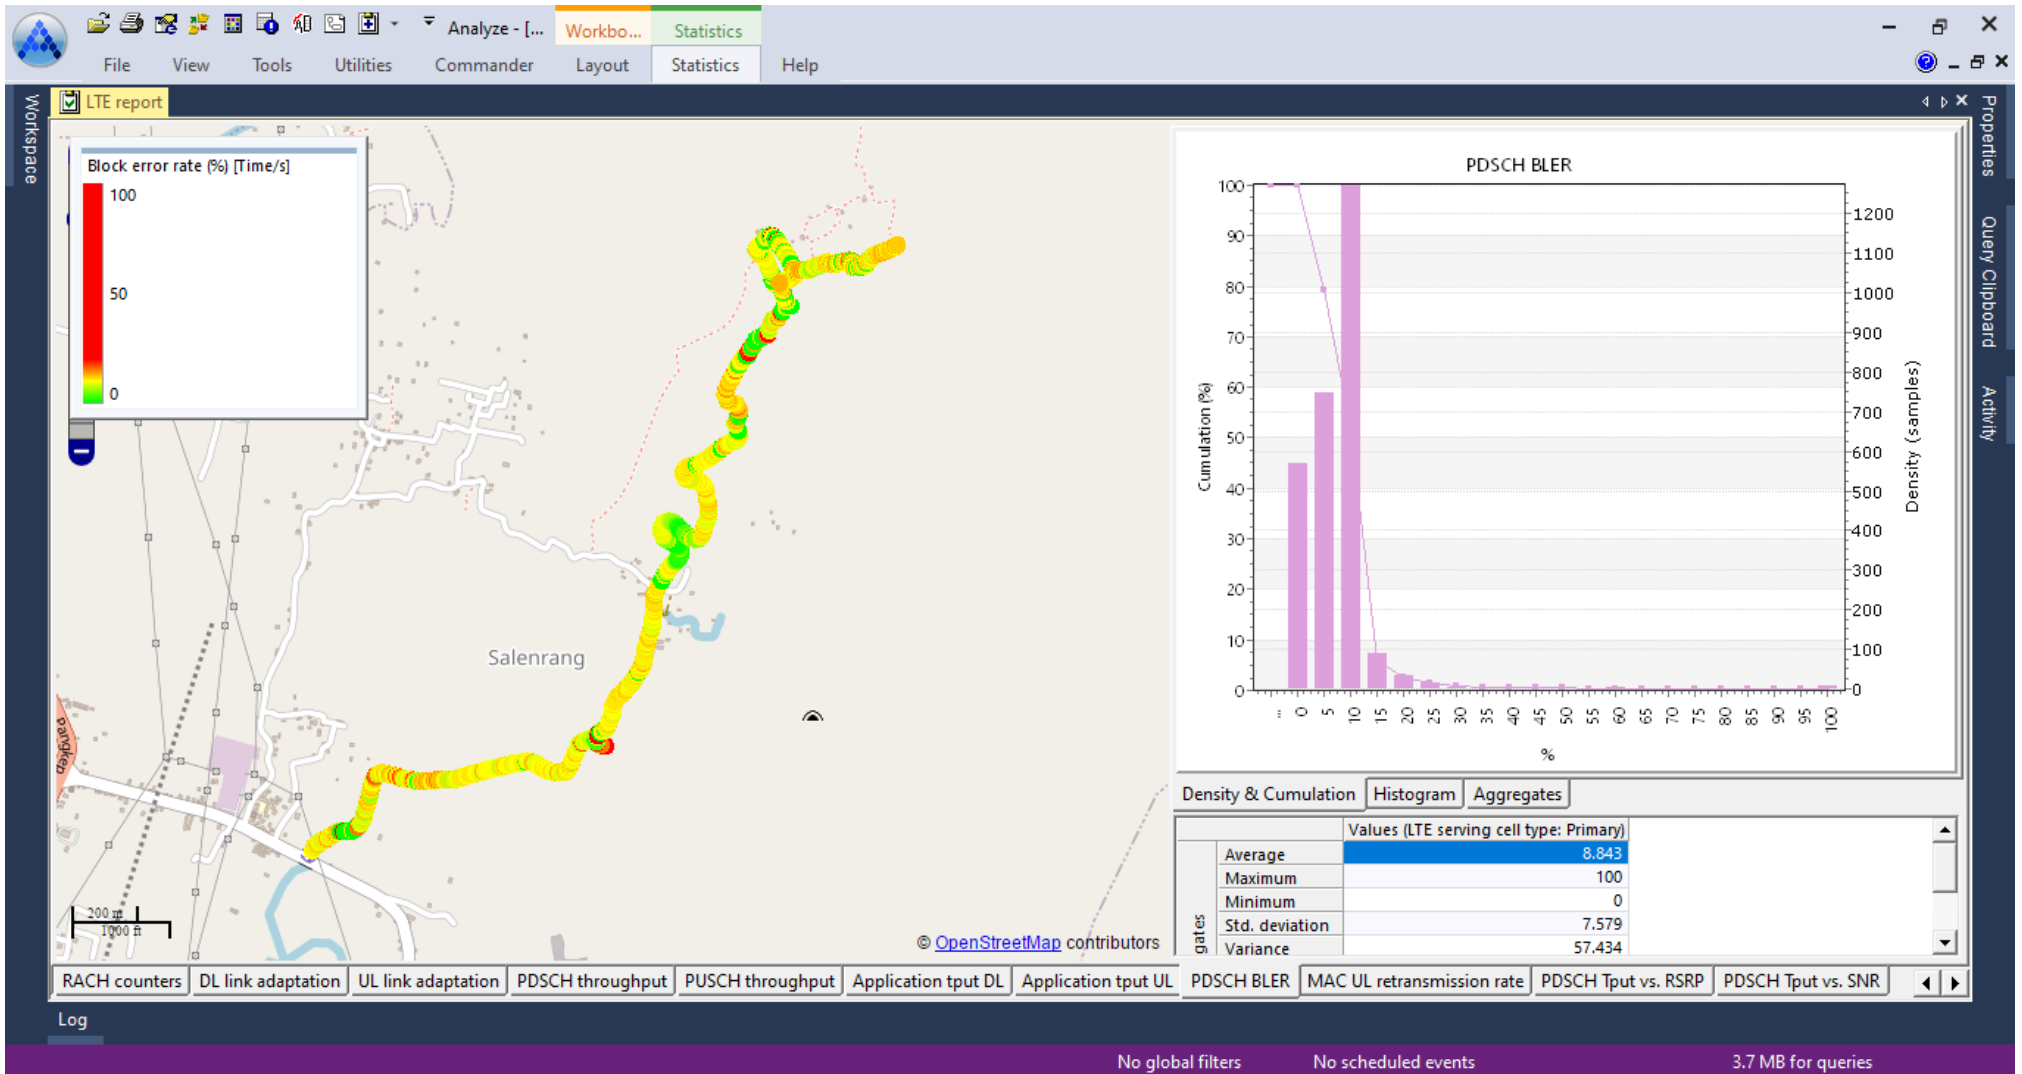 Analyze - [...
Workbo...
Statistics
File
View
Tools
Utilities
Commander
Layout
Statistics
Help
Workspace
LTE report
Properties
Query Clipboard
Activity
Block error rate (%) [Time/s]
100
50
0
Salenrang
Pangkep
200 m
1000 ft
© OpenStreetMap contributors
PDSCH BLER
Cumulation (%)
100
90
80
70
60
50
40
30
20
10
0
1200
1100
1000
900
800
700
600
500
400
300
200
100
0
Density (samples)
... 0 5 10 15 20 25 30 35 40 45 50 55 60 65 70 75 80 85 90 95 100
%
Density & Cumulation
Histogram
Aggregates
Values (LTE serving cell type: Primary)
gates
Average 8.843
Maximum 100
Minimum 0
Std. deviation 7.579
Variance 57.434
RACH counters
DL link adaptation
UL link adaptation
PDSCH throughput
PUSCH throughput
Application tput DL
Application tput UL
PDSCH BLER
MAC UL retransmission rate
PDSCH Tput vs. RSRP
PDSCH Tput vs. SNR
Log
No global filters
No scheduled events
3.7 MB for queries